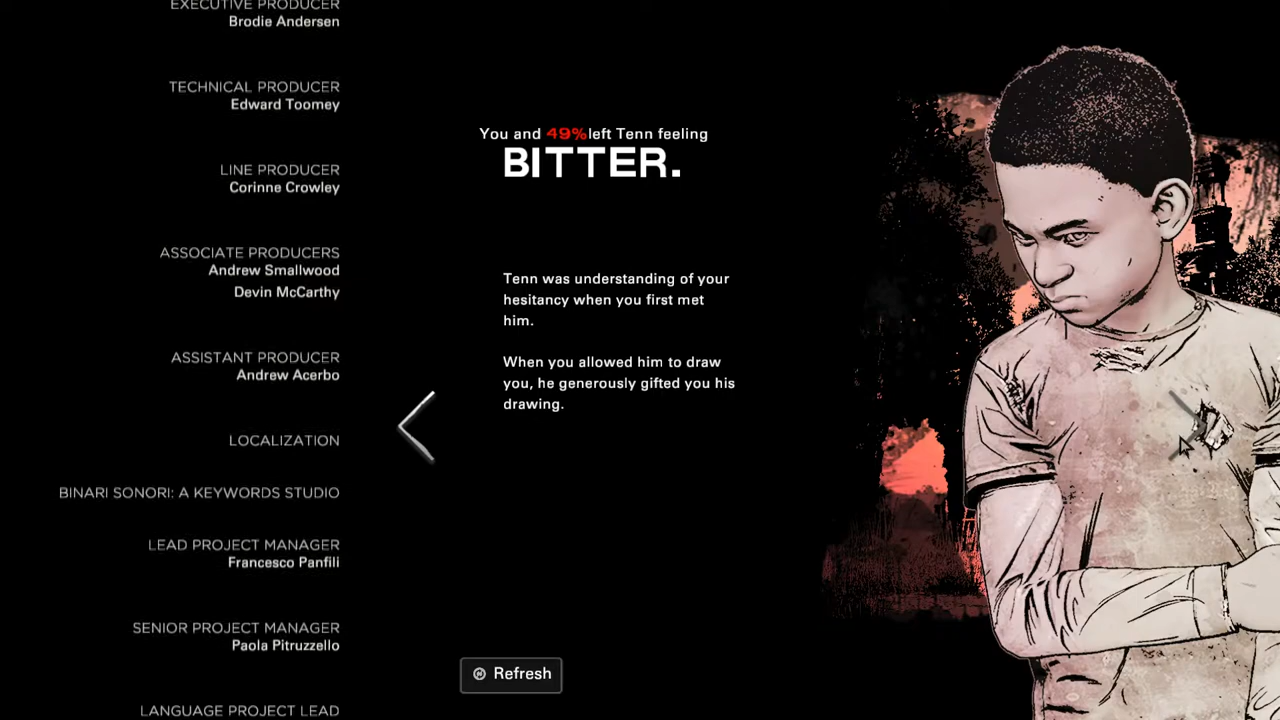 EXECUTIVE PRODUCER
Brodie Andersen
TECHNICAL PRODUCER
Edward Toomey
LINE PRODUCER
Corinne Crowley
ASSOCIATE PRODUCERS
Andrew Smallwood
Devin McCarthy
ASSISTANT PRODUCER
Andrew Acerbo
LOCALIZATION
BINARI SONORI: A KEYWORDS STUDIO
LEAD PROJECT MANAGER
Francesco Panfili
SENIOR PROJECT MANAGER
Paola Pitruzzello
LANGUAGE PROJECT LEAD
You and 49%left Tenn feeling
BITTER.
Tenn was understanding of your
hesitancy when you first met
him.
When you allowed him to draw
you, he generously gifted you his
drawing.
Refresh